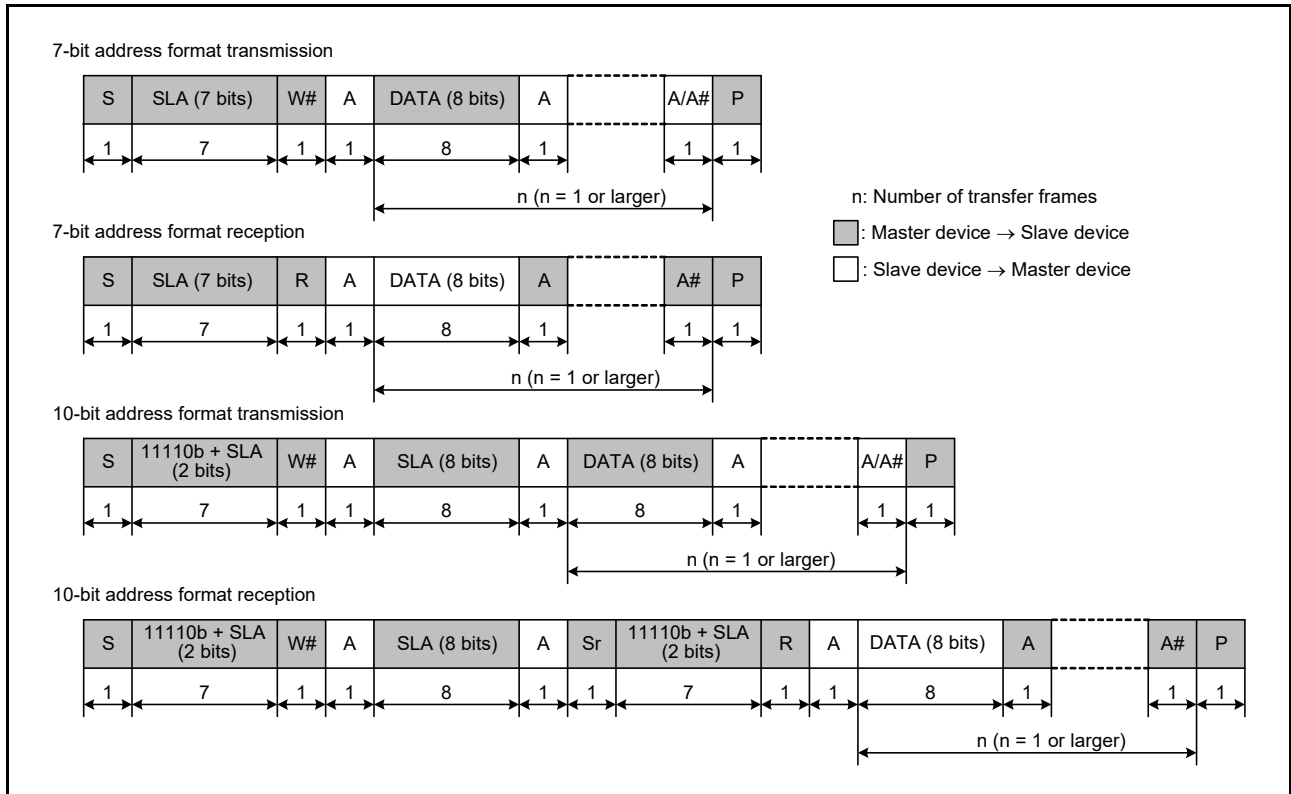 7-bit address format transmission
S SLA (7 bits) W# A DATA (8 bits) A A/A# P
1 7 1 1 8 1 1 1
n (n = 1 or larger)
n: Number of transfer frames
: Master device → Slave device
: Slave device → Master device
7-bit address format reception
S SLA (7 bits) R A DATA (8 bits) A A# P
1 7 1 1 8 1 1 1
n (n = 1 or larger)
10-bit address format transmission
S 11110b + SLA (2 bits) W# A SLA (8 bits) A DATA (8 bits) A A/A# P
1 7 1 1 8 1 8 1 1 1
n (n = 1 or larger)
10-bit address format reception
S 11110b + SLA (2 bits) W# A SLA (8 bits) A Sr 11110b + SLA (2 bits) R A DATA (8 bits) A A# P
1 7 1 1 8 1 1 7 1 1 8 1 1 1
n (n = 1 or larger)